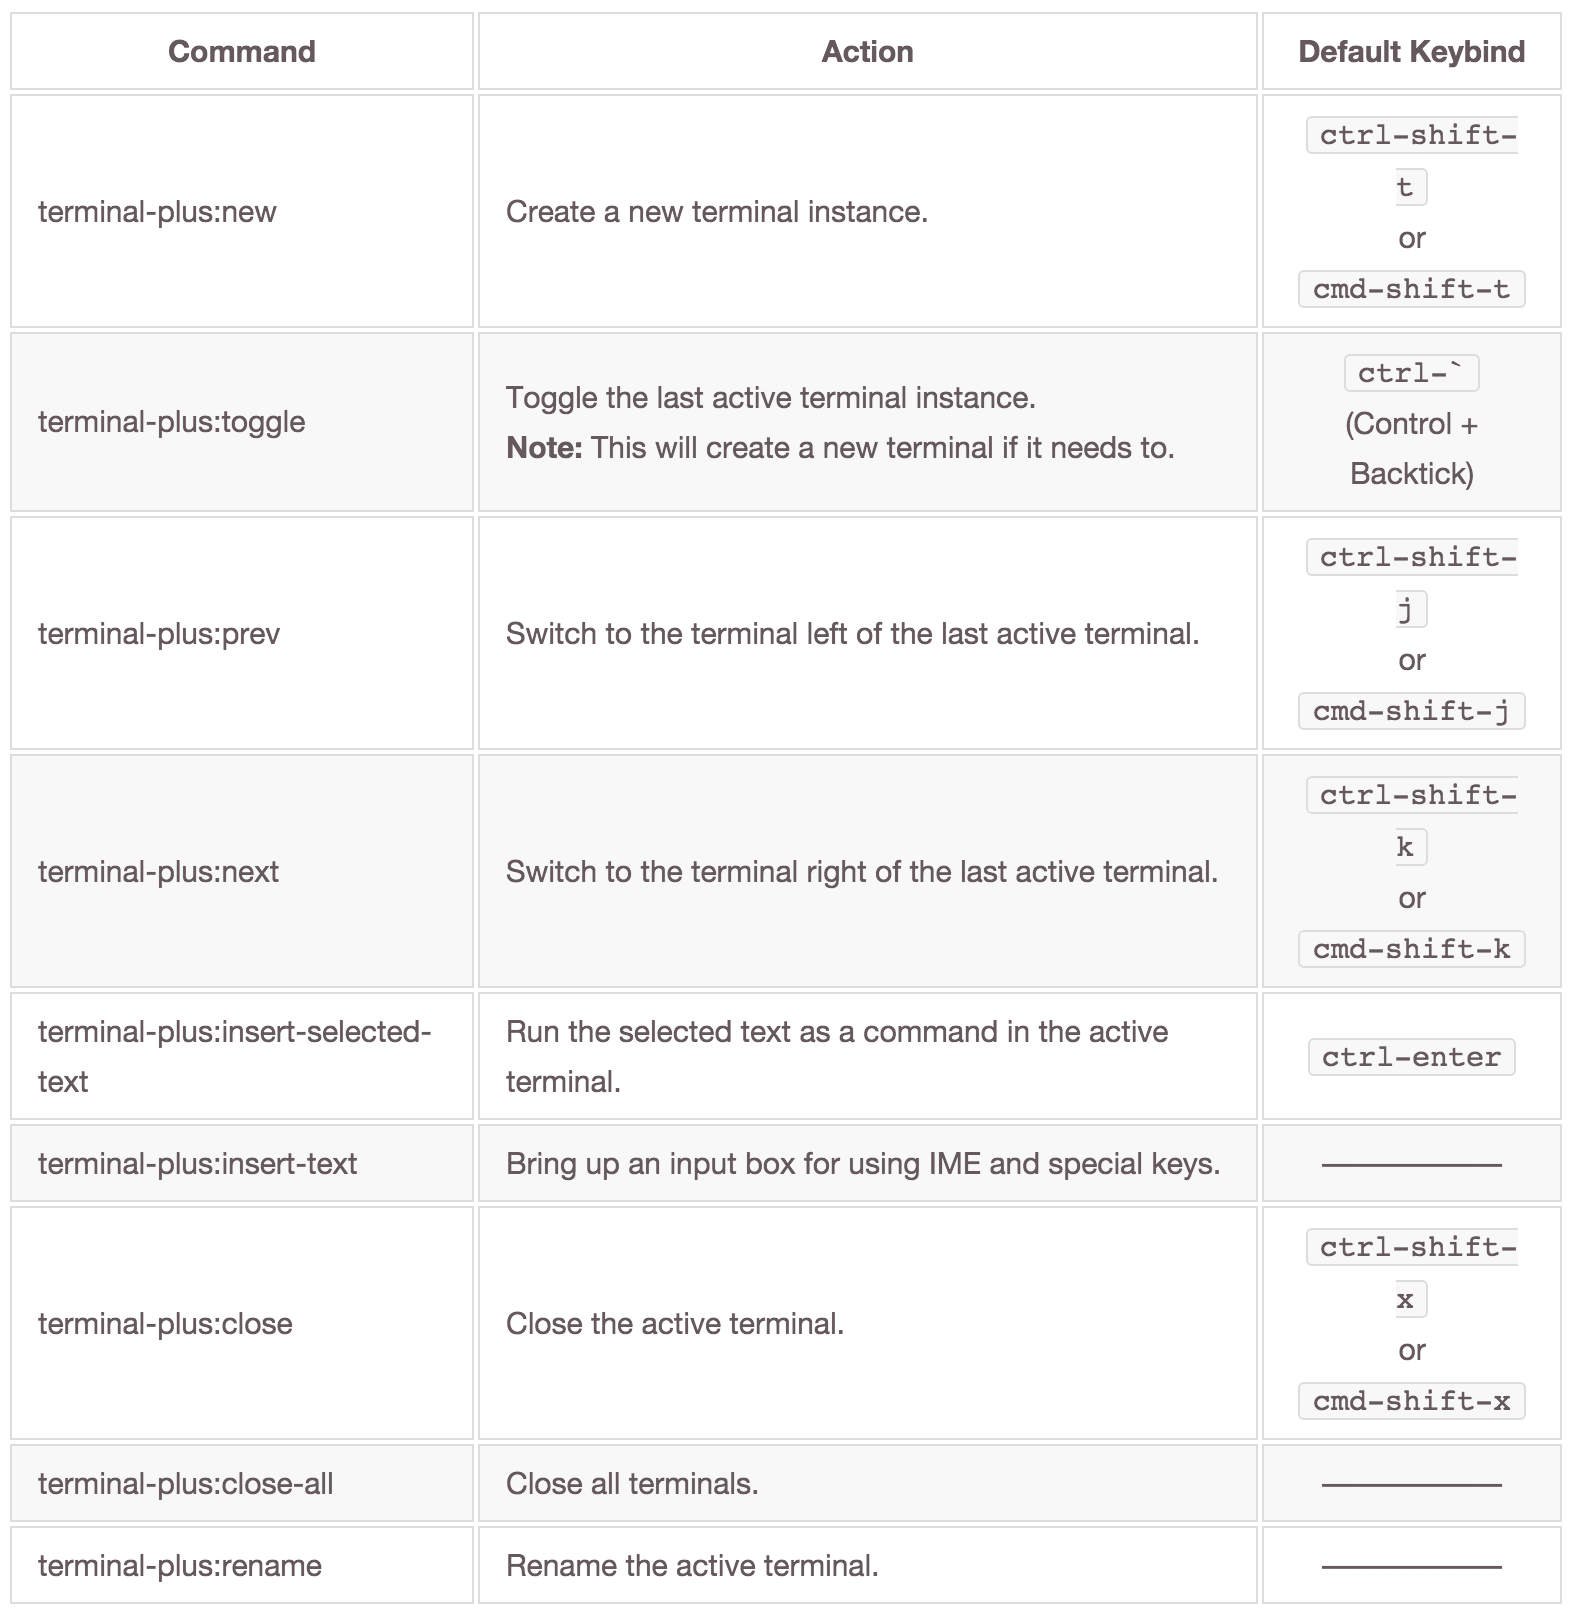 Command Action Default Keybind
terminal-plus:new
Create a new terminal instance.
ctrl-shift-
t
or
cmd-shift-t
terminal-plus:toggle
Toggle the last active terminal instance.
Note: This will create a new terminal if it needs to.
ctrl-`
(Control +
Backtick)
terminal-plus:prev
Switch to the terminal left of the last active terminal.
ctrl-shift-
j
or
cmd-shift-j
terminal-plus:next
Switch to the terminal right of the last active terminal.
ctrl-shift-
k
or
cmd-shift-k
terminal-plus:insert-selected-
text
Run the selected text as a command in the active
terminal.
ctrl-enter
terminal-plus:insert-text
Bring up an input box for using IME and special keys.
terminal-plus:close
Close the active terminal.
ctrl-shift-
x
or
cmd-shift-x
terminal-plus:close-all
Close all terminals.
terminal-plus:rename
Rename the active terminal.